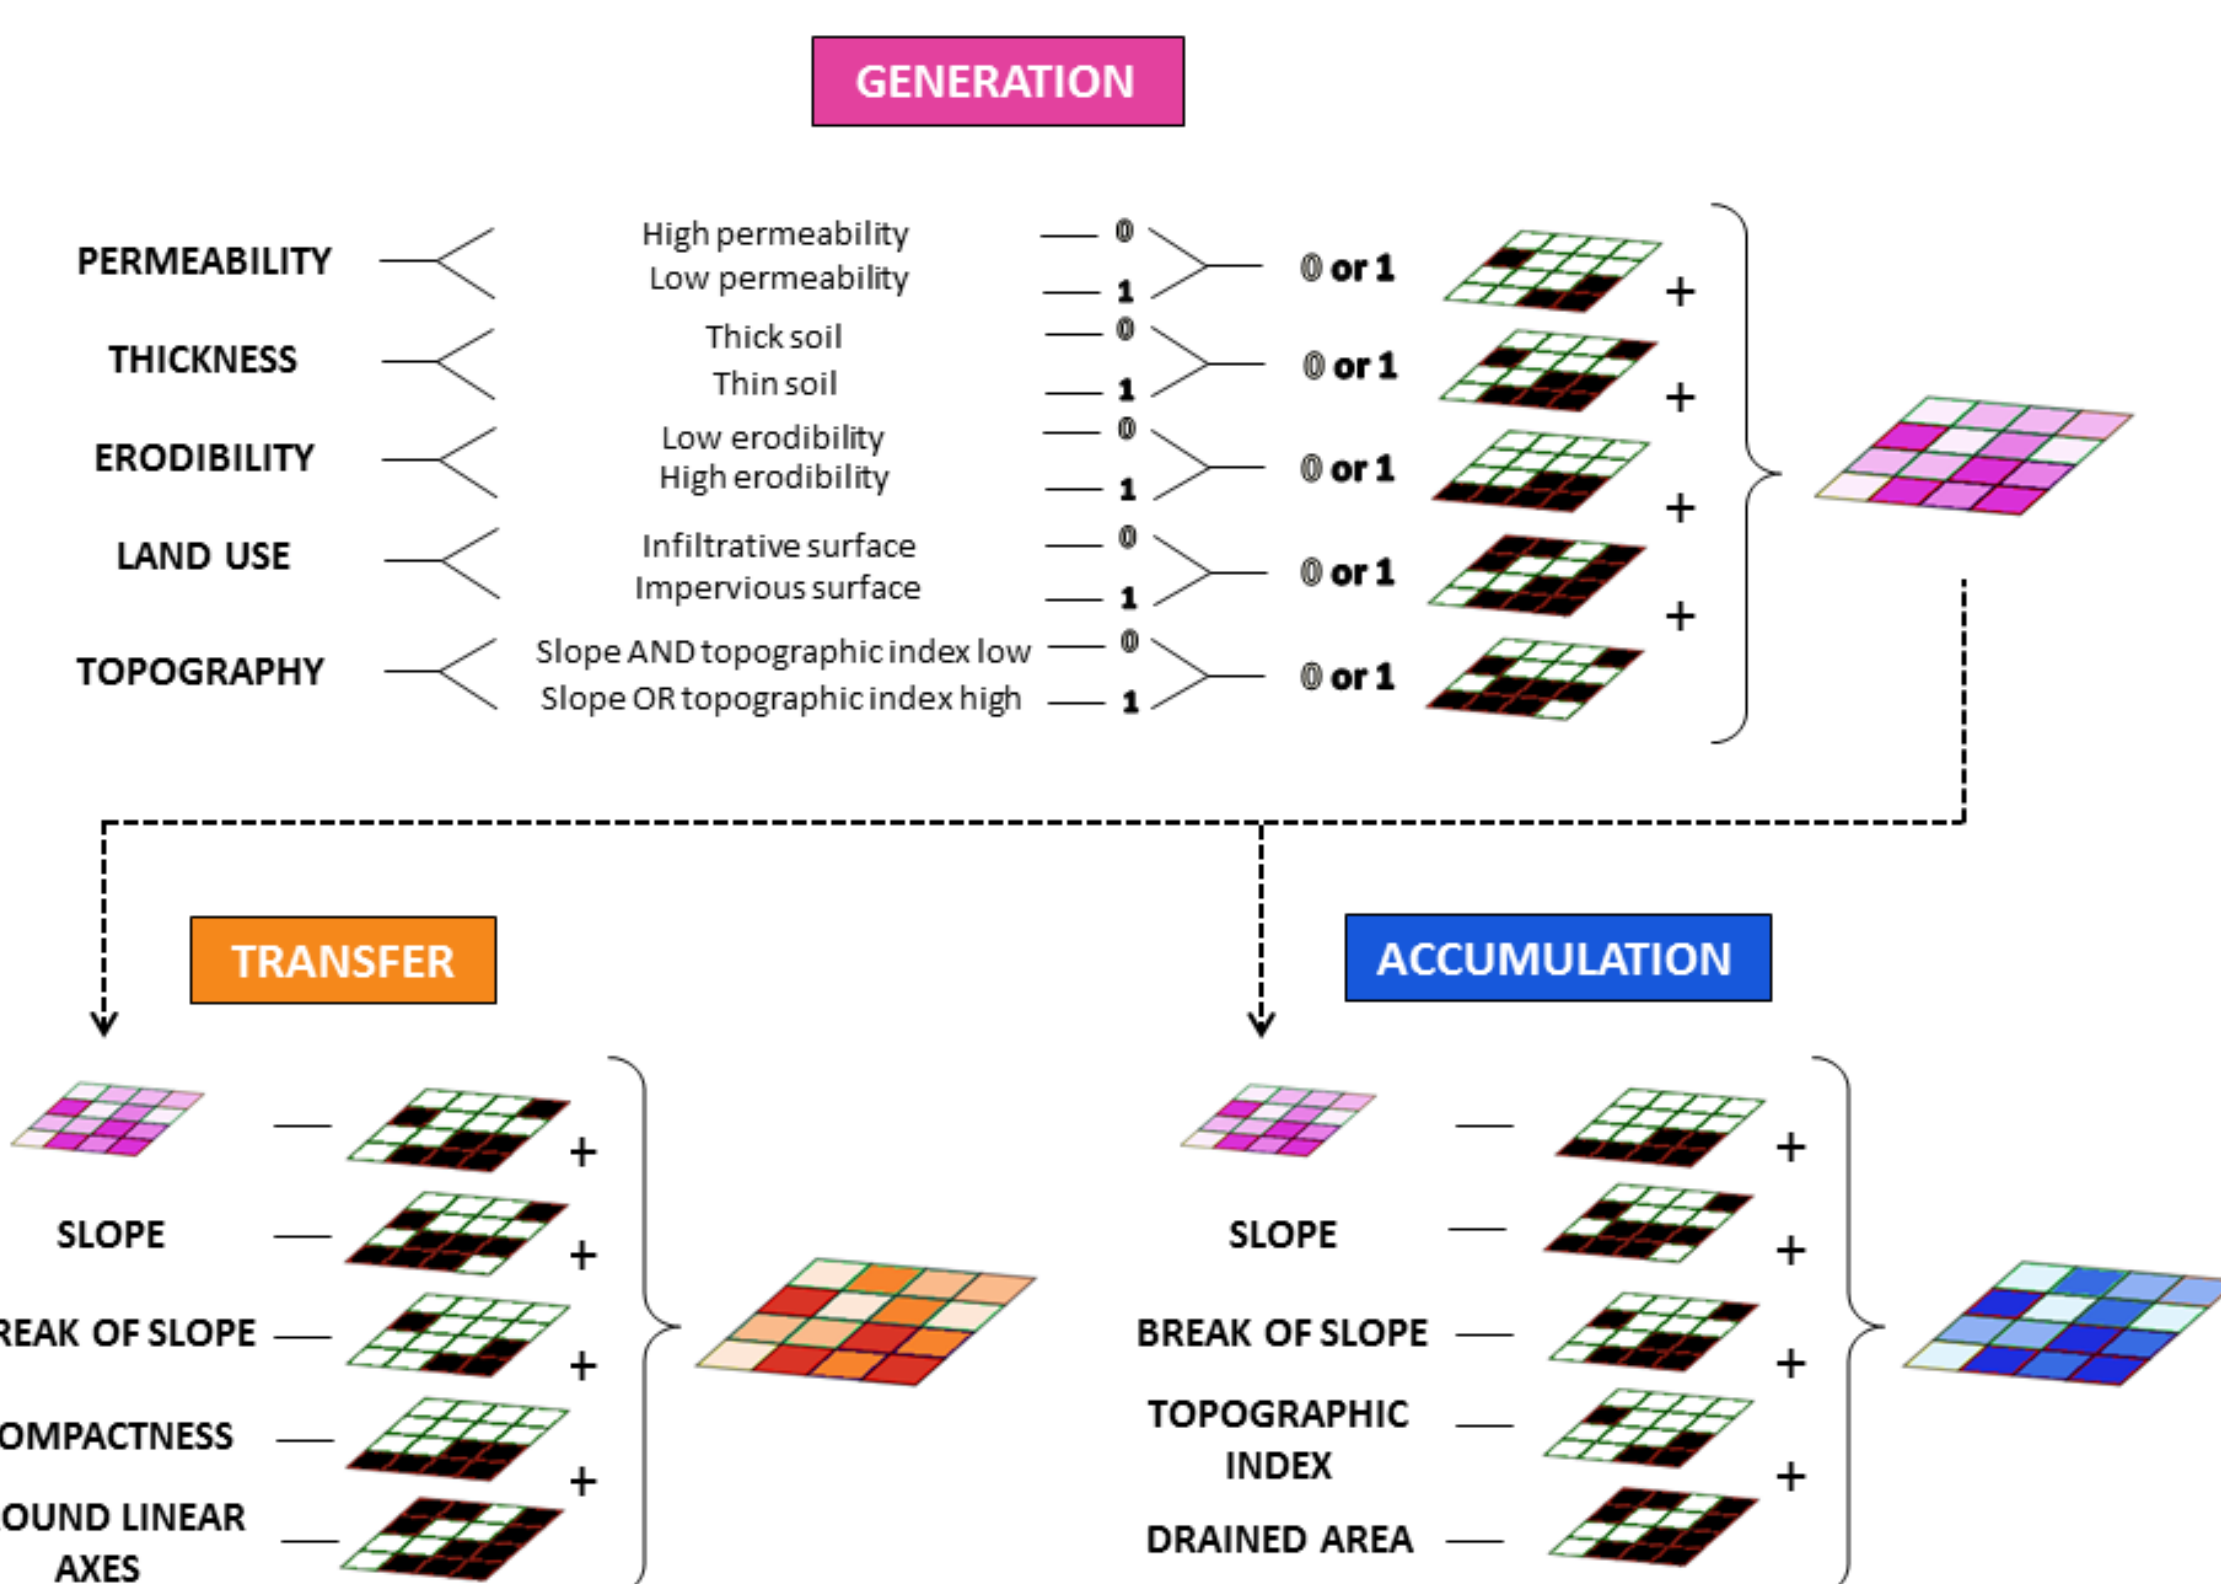 GENERATION
PERMEABILITY
High permeability
0
Low permeability
1
0 or 1
+
THICKNESS
Thick soil
0
Thin soil
1
0 or 1
+
ERODIBILITY
Low erodibility
0
High erodibility
1
0 or 1
+
LAND USE
Infiltrative surface
0
Impervious surface
1
0 or 1
+
TOPOGRAPHY
Slope AND topographic index low
0
Slope OR topographic index high
1
0 or 1
TRANSFER
+
SLOPE
+
REAK OF SLOPE
+
OMPACTNESS
+
OUND LINEAR
AXES
ACCUMULATION
+
SLOPE
+
BREAK OF SLOPE
+
TOPOGRAPHIC
INDEX
+
DRAINED AREA